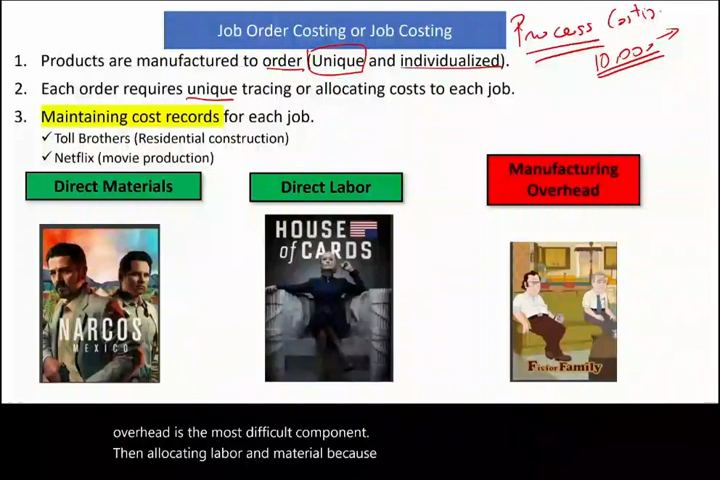 Job Order Costing or Job Costing
Process Costing
10,000
1. Products are manufactured to order (Unique and individualized).
2. Each order requires unique tracing or allocating costs to each job.
3. Maintaining cost records for each job.
✓ Toll Brothers (Residential construction)
✓ Netflix (movie production)
Direct Materials
Direct Labor
Manufacturing
Overhead
NARCOS
MEXICO
HOUSE
of CARDS
F is for Family
overhead is the most difficult component.
Then allocating labor and material because